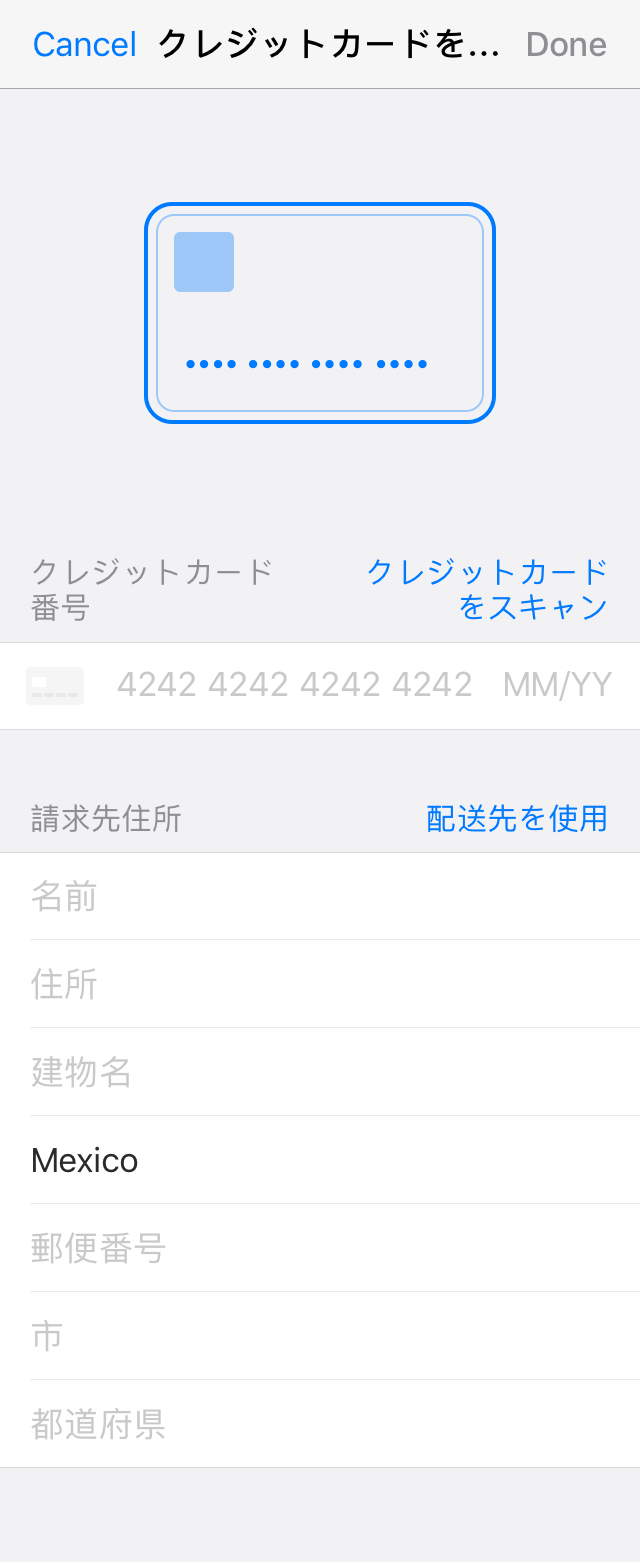 Cancel クレジットカードを... Done
クレジットカード
番号
クレジットカード
をスキャン
4242 4242 4242 4242 MM/YY
請求先住所 配送先を使用
名前
住所
建物名
Mexico
郵便番号
市
都道府県